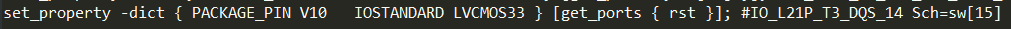 set_property -dict { PACKAGE_PIN V10   IOSTANDARD LVCMOS33 } [get_ports { rst }]; #IO_L21P_T3_DQS_14 Sch=sw[15]